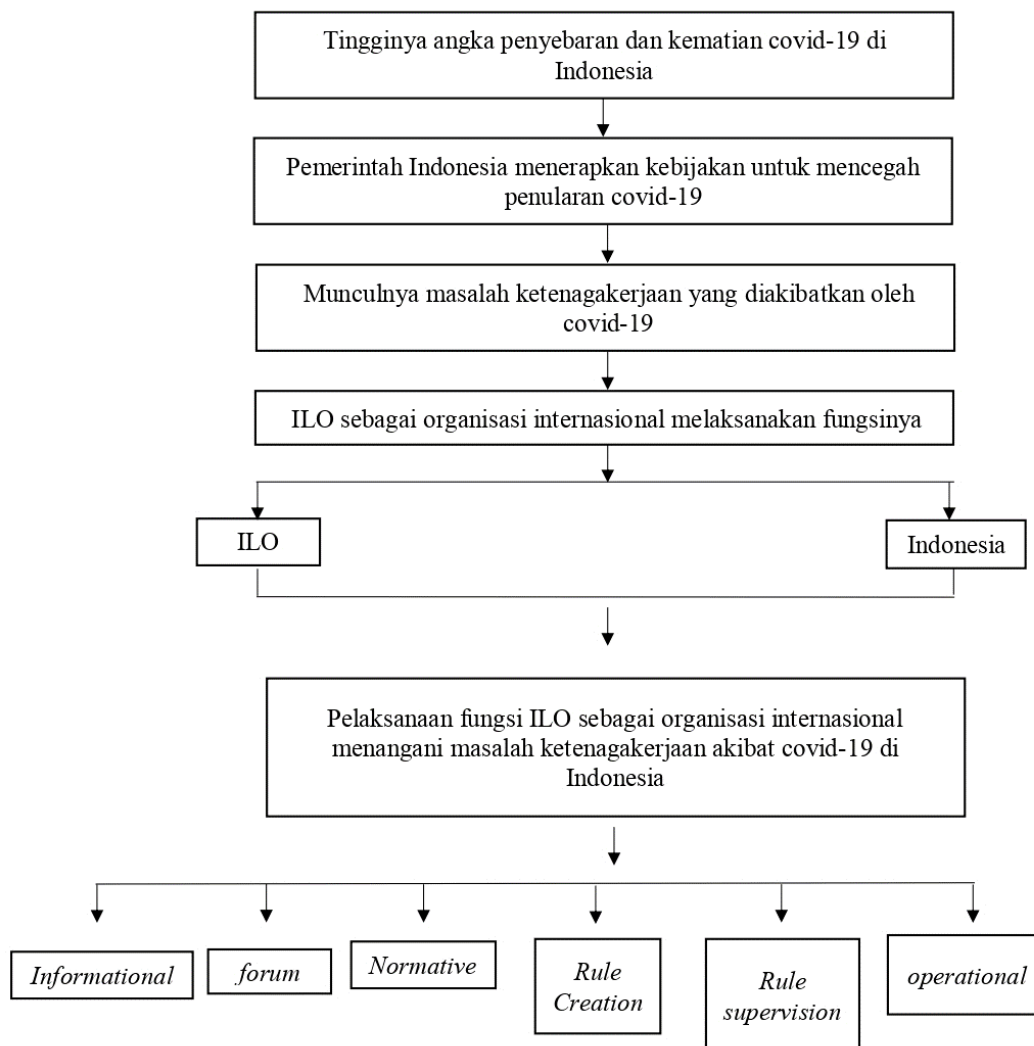 Tingginya angka penyebaran dan kematian covid-19 di
Indonesia
Pemerintah Indonesia menerapkan kebijakan untuk mencegah
penularan covid-19
Munculnya masalah ketenagakerjaan yang diakibatkan oleh
covid-19
ILO sebagai organisasi internasional melaksanakan fungsinya
ILO
Indonesia
Pelaksanaan fungsi ILO sebagai organisasi internasional
menangani masalah ketenagakerjaan akibat covid-19 di
Indonesia
Informational
forum
Normative
Rule
Creation
Rule
supervision
operational